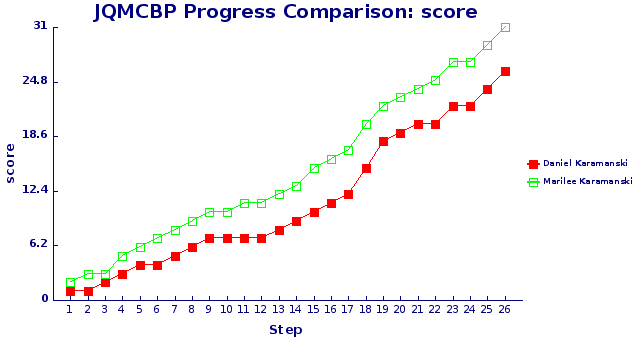 JQMCBP Progress Comparison: score
31
24.8
18.6
12.4
6.2
0
score
1 2 3 4 5 6 7 8 9 10 11 12 13 14 15 16 17 18 19 20 21 22 23 24 25 26
Step
Daniel Karamanski
Marilee Karamanski